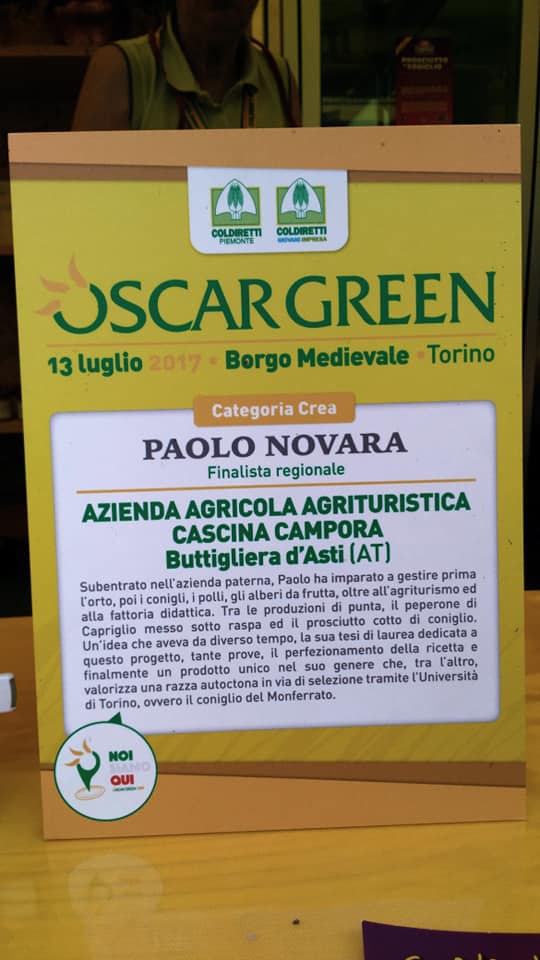 PROSCIUTTO
COLDIRETTI
PIEMONTE
COLDIRETTI
GIOVANI IMPRESA
OSCAR GREEN
13 luglio 2017 • Borgo Medievale • Torino
Categoria Crea
PAOLO NOVARA
Finalista regionale
AZIENDA AGRICOLA AGRITURISTICA
CASCINA CAMPORA
Buttigliera d'Asti (AT)
Subentrato nell'azienda paterna, Paolo ha imparato a gestire prima
l'orto, poi i conigli, i polli, gli alberi da frutta, oltre all'agriturismo ed
alla fattoria didattica. Tra le produzioni di punta, il peperone di
Capriglio messo sotto raspa ed il prosciutto cotto di coniglio.
Un'idea che aveva da diverso tempo, la sua tesi di laurea dedicata a
questo progetto, tante prove, il perfezionamento della ricetta e
finalmente un prodotto unico nel suo genere che, tra l'altro,
valorizza una razza autoctona in via di selezione tramite l'Università
di Torino, ovvero il coniglio del Monferrato.
NOI
SIAMO
QUI